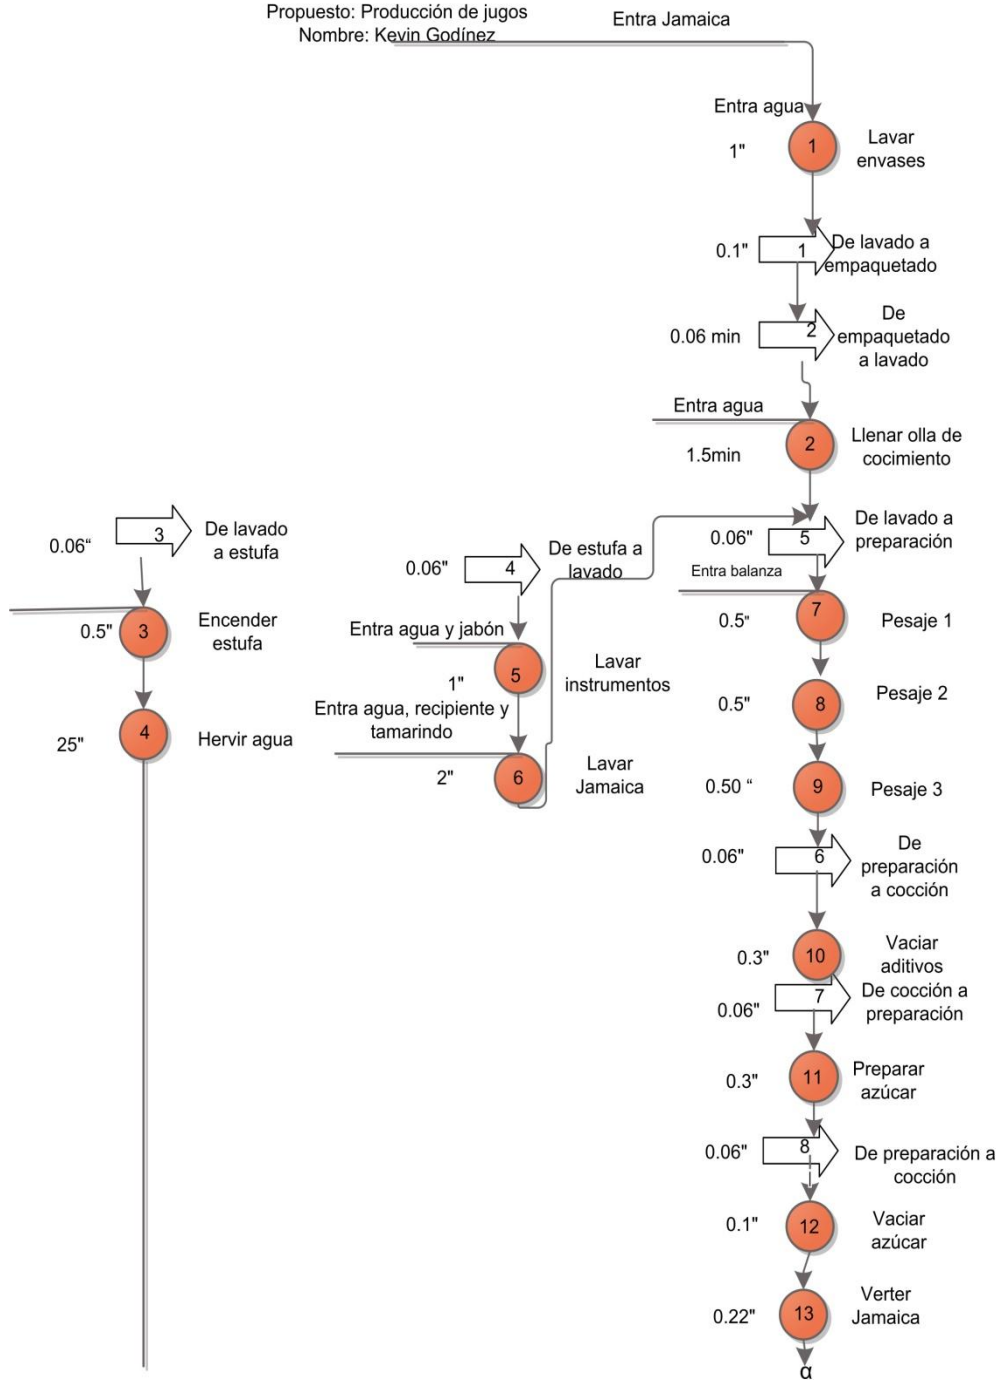 Propuesto: Producción de jugos
Nombre: Kevin Godínez
Entra Jamaica
Entra agua
1"
1
Lavar
envases
0.1"
1
De lavado a
empaquetado
0.06 min
2
De
empaquetado
a lavado
Entra agua
1.5min
2
Llenar olla de
cocimiento
0.06“
3
De lavado
a estufa
0.5"
3
Encender
estufa
25"
4
Hervir agua
0.06"
4
De estufa a
lavado
Entra agua y jabón
1"
5
Lavar
instrumentos
Entra agua, recipiente y
tamarindo
2"
6
Lavar
Jamaica
0.06"
5
De lavado a
preparación
Entra balanza
0.5"
7
Pesaje 1
0.5"
8
Pesaje 2
0.50 “
9
Pesaje 3
0.06"
6
De
preparación
a cocción
0.3"
10
Vaciar
aditivos
0.06"
7
De cocción a
preparación
0.3"
11
Preparar
azúcar
0.06"
8
De preparación a
cocción
0.1"
12
Vaciar
azúcar
0.22"
13
Verter
Jamaica
α